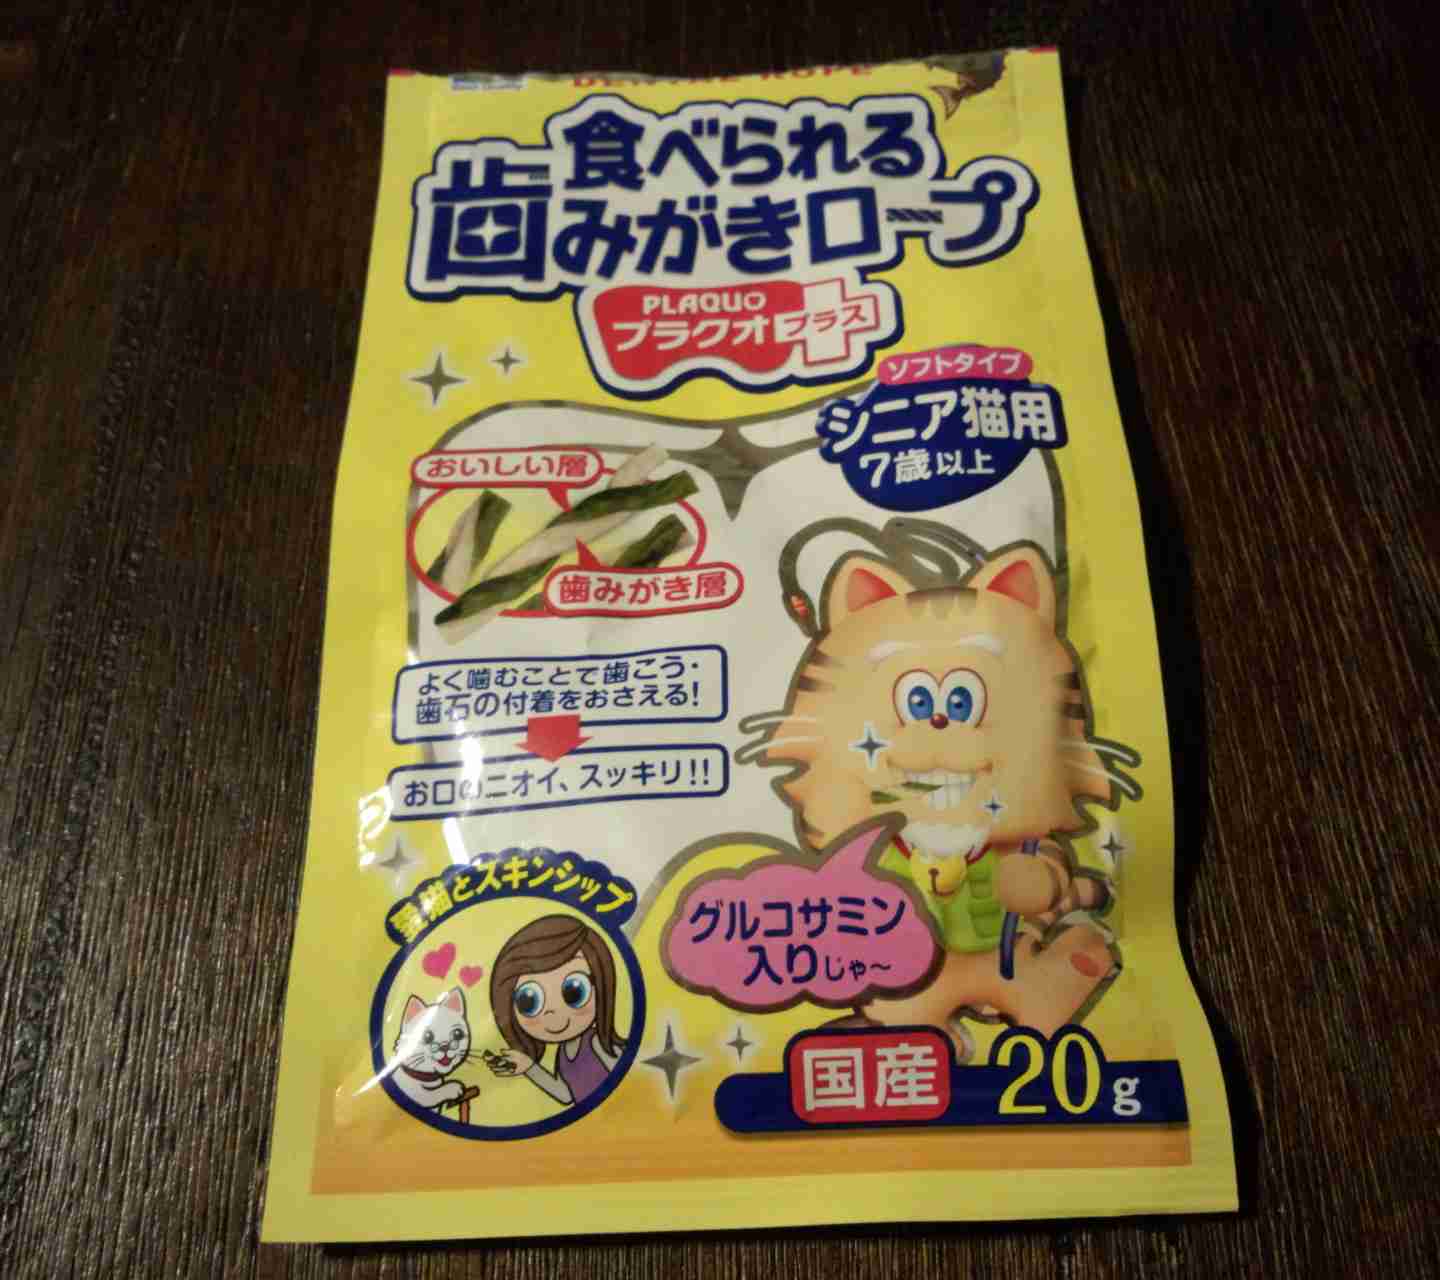 DENTAL ROPE
食べられる
歯みがきロープ
PLAQUO
プラクオプラス
ソフトタイプ
シニア猫用
7歳以上
おいしい層
歯みがき層
よく噛むことで歯こう・
歯石の付着をおさえる!
お口のニオイ、スッキリ!!
愛猫とスキンシップ
グルコサミン
入りじゃ〜
国産 20g